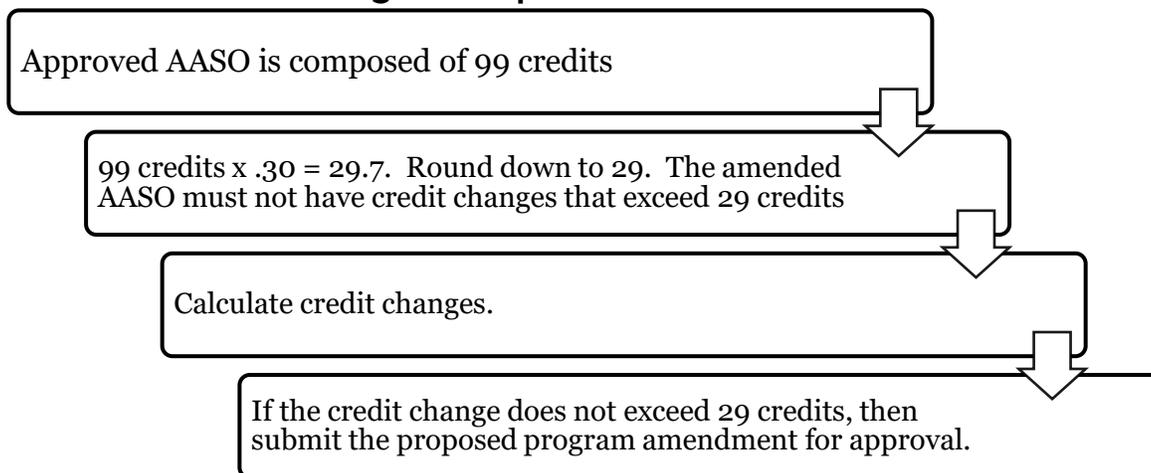 Approved AASO is composed of 99 credits
99 credits x .30 = 29.7.  Round down to 29.  The amended
AASO must not have credit changes that exceed 29 credits
Calculate credit changes.
If the credit change does not exceed 29 credits, then
submit the proposed program amendment for approval.